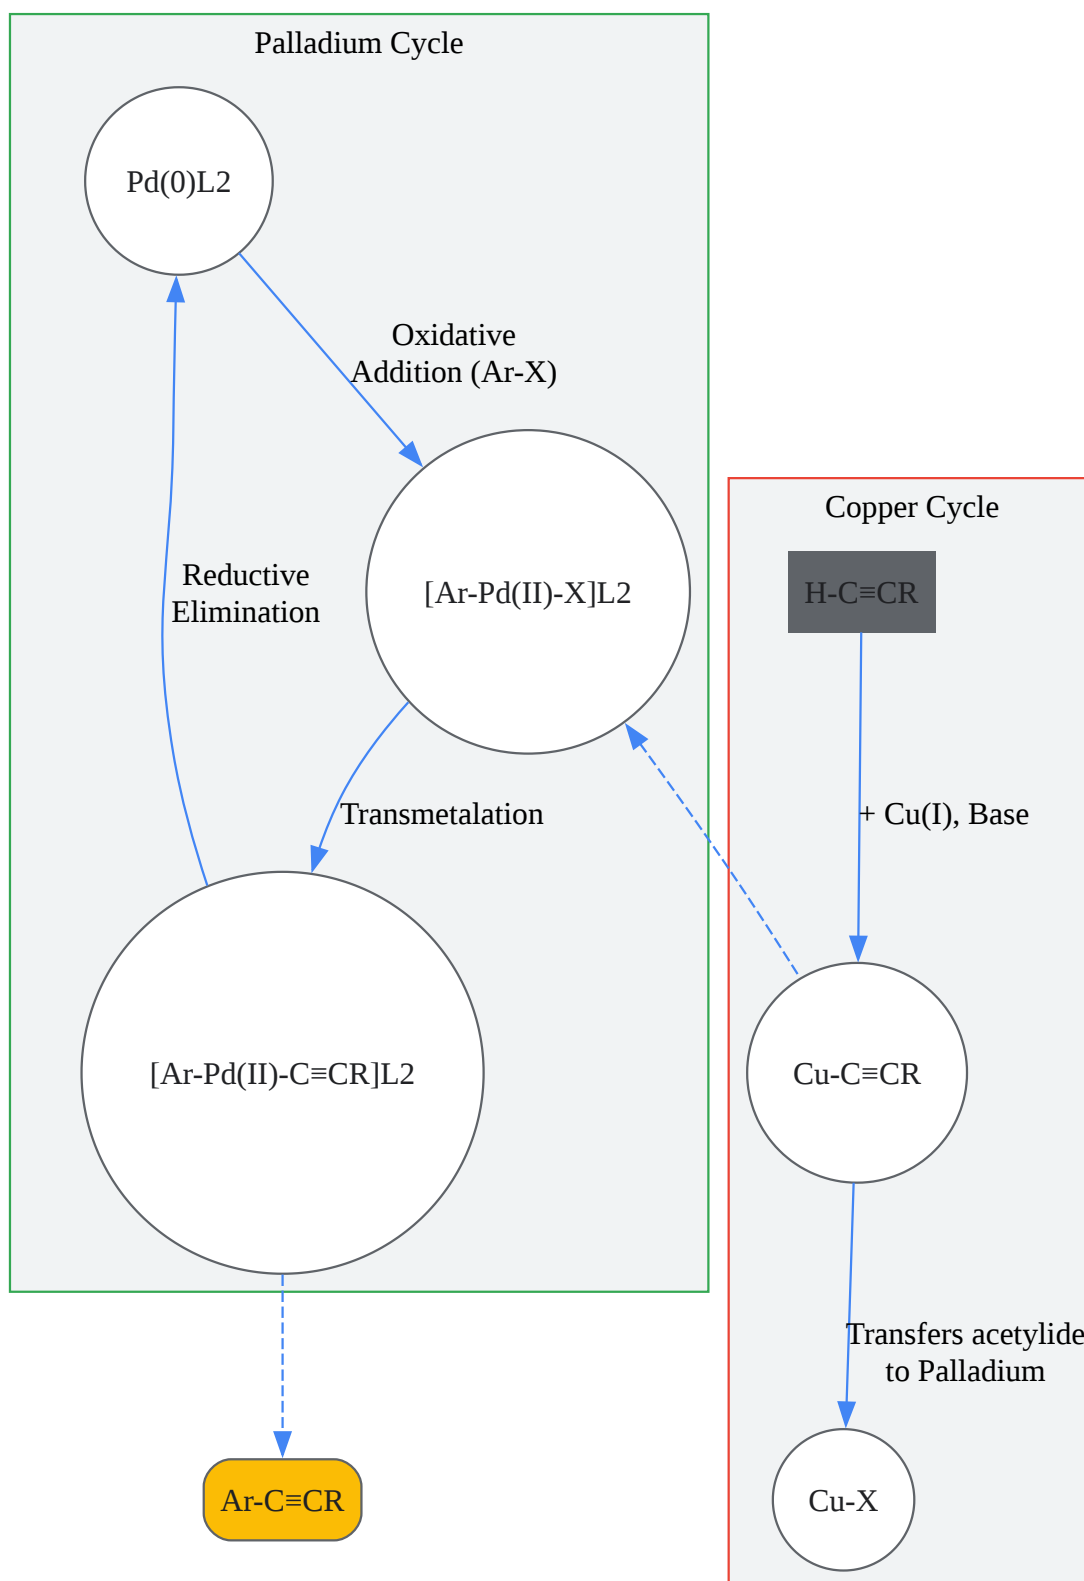 Palladium Cycle
Pd(0)L2
Oxidative
Addition (Ar-X)
[Ar-Pd(II)-X]L2
Reductive
Elimination
Transmetalation
[Ar-Pd(II)-C≡CR]L2
Ar-C≡CR
Copper Cycle
H-C≡CR
+ Cu(I), Base
Cu-C≡CR
Transfers acetylide
to Palladium
Cu-X